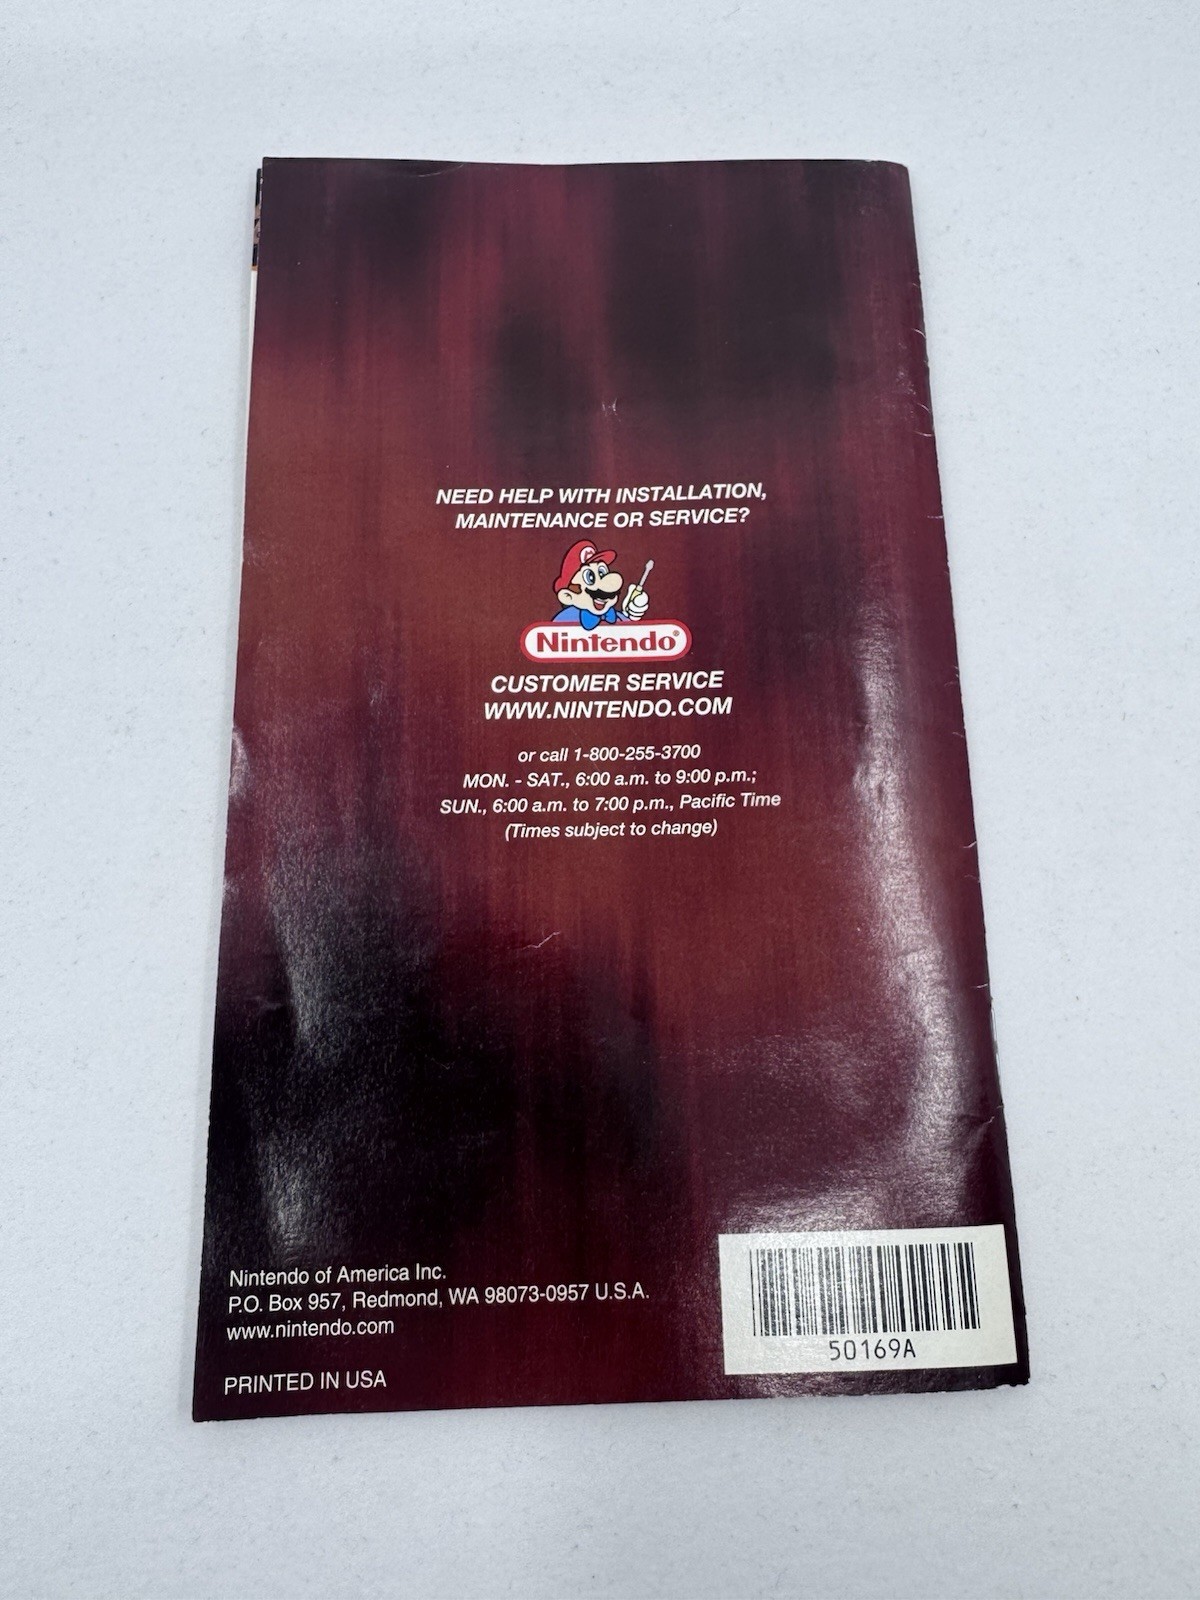 NEED HELP WITH INSTALLATION,
MAINTENANCE OR SERVICE?
M
Nintendo®
CUSTOMER SERVICE
WWW.NINTENDO.COM
or call 1-800-255-3700
MON. - SAT., 6:00 a.m. to 9:00 p.m.;
SUN., 6:00 a.m. to 7:00 p.m., Pacific Time
(Times subject to change)
Nintendo of America Inc.
P.O. Box 957, Redmond, WA 98073-0957 U.S.A.
www.nintendo.com
PRINTED IN USA
50169A